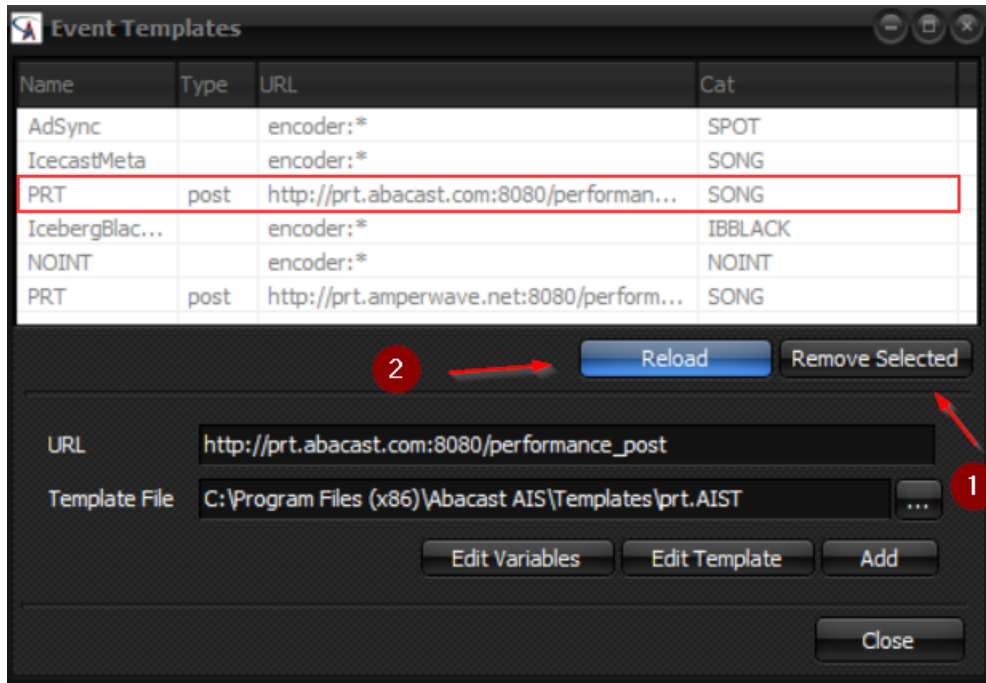 Event Templates
Name Type URL Cat
AdSync encoder:* SPOT
IcecastMeta encoder:* SONG
PRT post http://prt.abacast.com:8080/performan... SONG
IcebergBlac... encoder:* IBBLACK
NOINT encoder:* NOINT
PRT post http://prt.amperwave.net:8080/perform... SONG
2 Reload Remove Selected
URL http://prt.abacast.com:8080/performance_post
1
Template File C:\Program Files (x86)\Abacast AIS\Templates\prt.AIST ...
Edit Variables Edit Template Add
Close